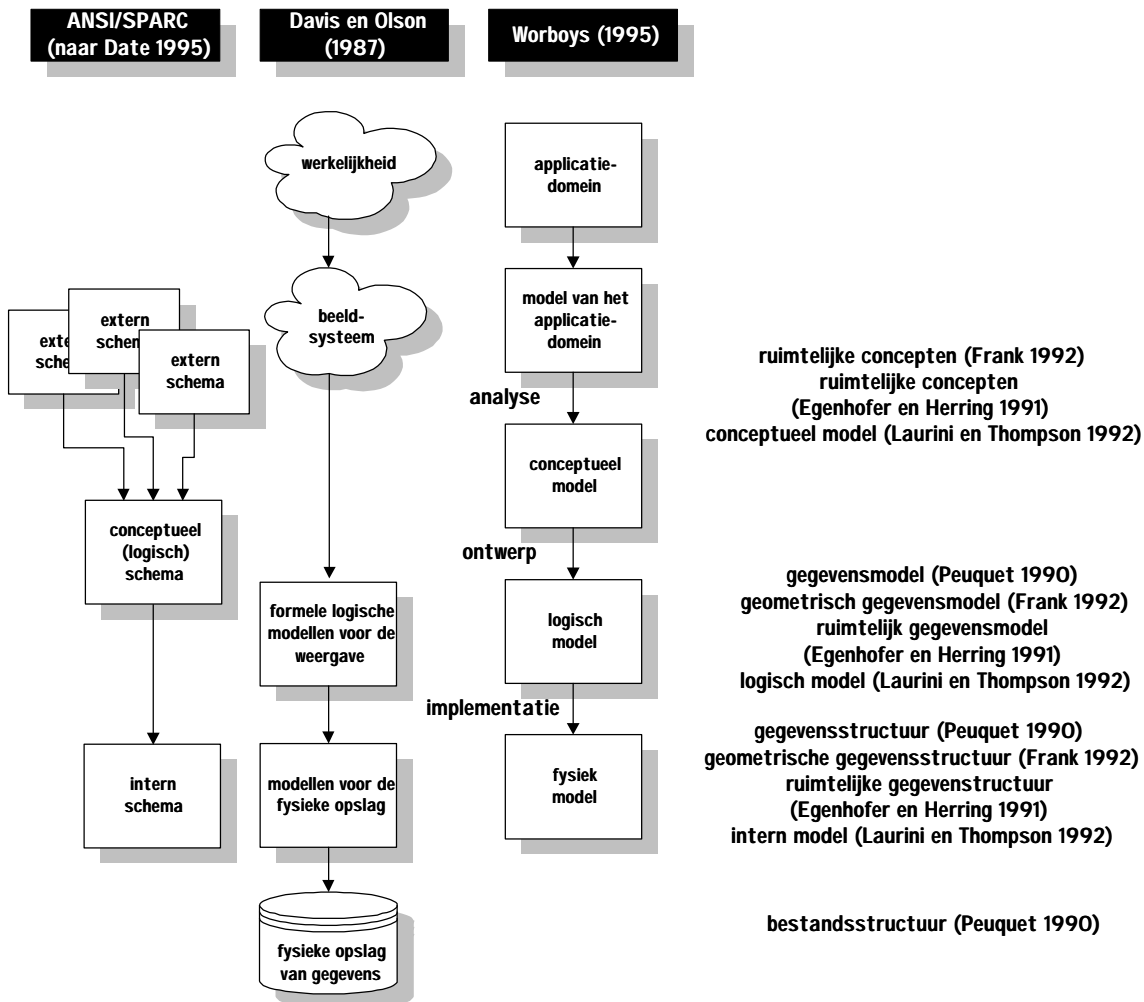 ANSI/SPARC
(naar Date 1995)
Davis en Olson
(1987)
Worboys (1995)
extern
schema
extern
schema
extern
schema
conceptueel
(logisch)
schema
intern
schema
werkelijkheid
beeld-
systeem
formele logische
modellen voor de
weergave
modellen voor de
fysieke opslag
fysieke opslag
van gegevens
applicatie-
domein
model van het
applicatie-
domein
analyse
conceptueel
model
ontwerp
logisch
model
implementatie
fysiek
model
ruimtelijke concepten (Frank 1992)
ruimtelijke concepten
(Egenhofer en Herring 1991)
conceptueel model (Laurini en Thompson 1992)
gegevensmodel (Peuquet 1990)
geometrisch gegevensmodel (Frank 1992)
ruimtelijk gegevensmodel
(Egenhofer en Herring 1991)
logisch model (Laurini en Thompson 1992)
gegevensstructuur (Peuquet 1990)
geometrische gegevensstructuur (Frank 1992)
ruimtelijke gegevenstructuur
(Egenhofer en Herring 1991)
intern model (Laurini en Thompson 1992)
bestandsstructuur (Peuquet 1990)